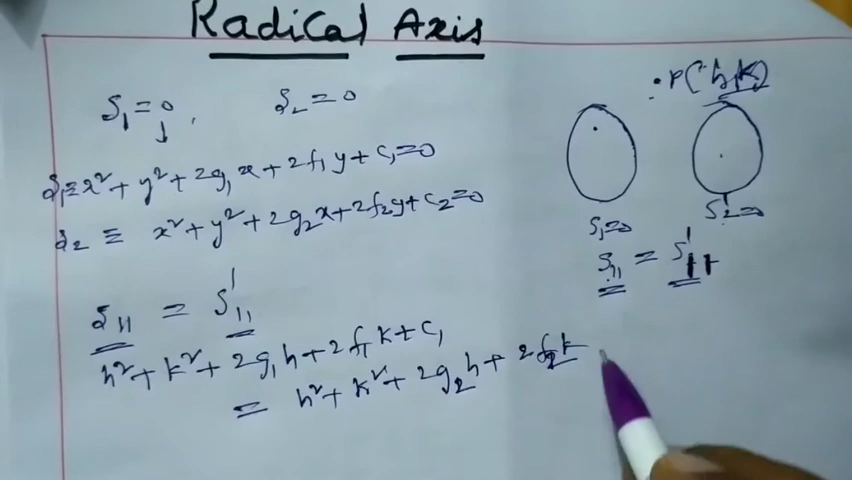 Radical Axis
S₁ = 0, S₂ = 0
S₁ ≡ x² + y² + 2g₁x + 2f₁y + c₁ = 0
S₂ ≡ x² + y² + 2g₂x + 2f₂y + c₂ = 0
S₁₁ = S'₁₁
h² + k² + 2g₁h + 2f₁k + c₁
= h² + k² + 2g₂h + 2f₂k
P(h,k)
S₁=0
S₂=0
S₁₁ = S'₁₁